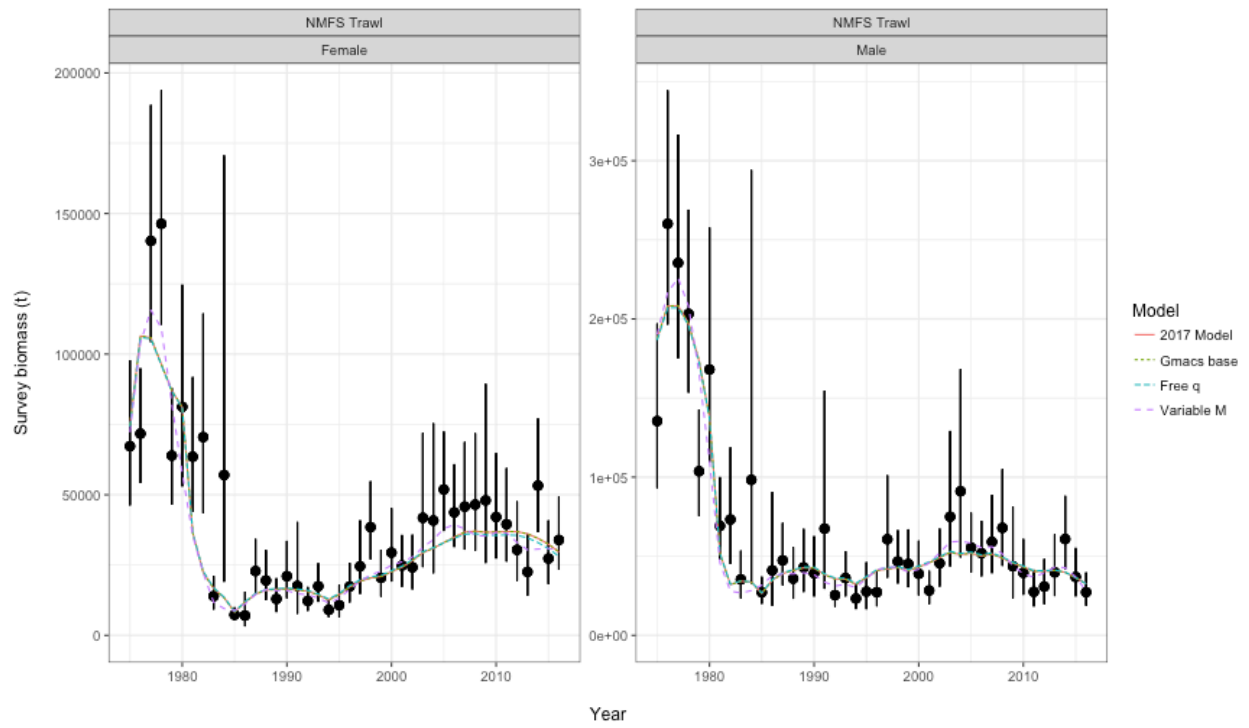 NMFS Trawl
NMFS Trawl
Female
Male
200000
150000
100000
50000
0
3e+05
2e+05
1e+05
0e+00
1980
1990
2000
2010
1980
1990
2000
2010
Survey biomass (t)
Year
Model
2017 Model
Gmacs base
Free q
Variable M